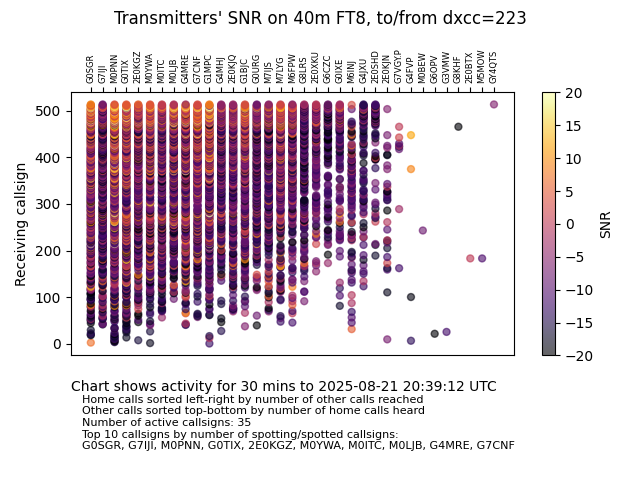 Transmitters' SNR on 40m FT8, to/from dxcc=223
G0SGR G7IJI M0PNN G0TIX 2E0KGZ M0YWA M0ITC M0LJB G4MRE G7CNF G1MPC G4MHJ 2E0KJQ G1BJC G0URG M7IJS M7LYG M6FPW G8LRS 2E0XKU G6CZC G0IXE M6INJ G4JXU 2E0SHD 2E0KJN G7VGY/P G4FVP M0BEW G6OPV G3VMW G8KHF 2E0BTX M5MOW GY4QTS
Receiving callsign
500
400
300
200
100
0
20
15
10
5
0
−5
−10
−15
−20
SNR
Chart shows activity for 30 mins to 2025-08-21 20:39:12 UTC
Home calls sorted left-right by number of other calls reached
Other calls sorted top-bottom by number of home calls heard
Number of active callsigns: 35
Top 10 callsigns by number of spotting/spotted callsigns:
G0SGR, G7IJI, M0PNN, G0TIX, 2E0KGZ, M0YWA, M0ITC, M0LJB, G4MRE, G7CNF